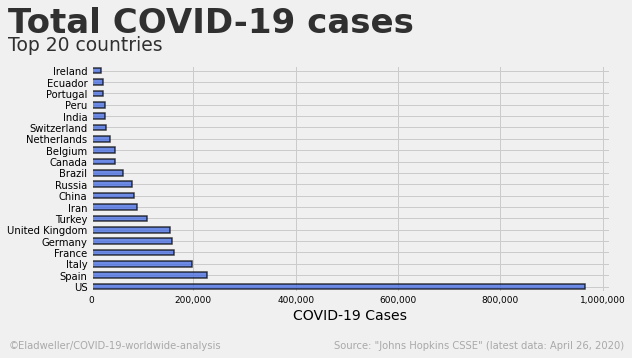 Total COVID-19 cases
Top 20 countries
Ireland
Ecuador
Portugal
Peru
India
Switzerland
Netherlands
Belgium
Canada
Brazil
Russia
China
Iran
Turkey
United Kingdom
Germany
France
Italy
Spain
US
0 200,000 400,000 600,000 800,000 1,000,000
COVID-19 Cases
©Eladweller/COVID-19-worldwide-analysis Source: "Johns Hopkins CSSE" (latest data: April 26, 2020)